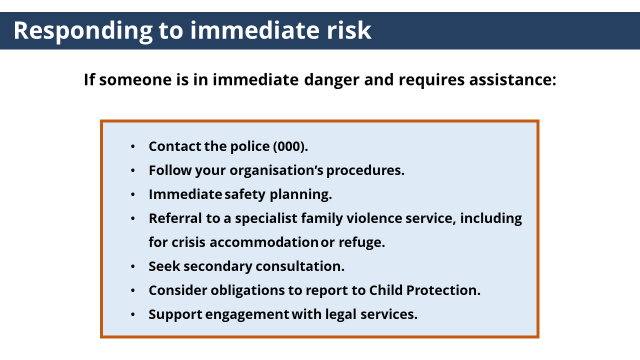 Responding to immediate risk
If someone is in immediate danger and requires assistance:
• Contact the police (000).
• Follow your organisation's procedures.
• Immediate safety planning.
• Referral to a specialist family violence service, including
for crisis accommodation or refuge.
• Seek secondary consultation.
• Consider obligations to report to Child Protection.
• Support engagement with legal services.